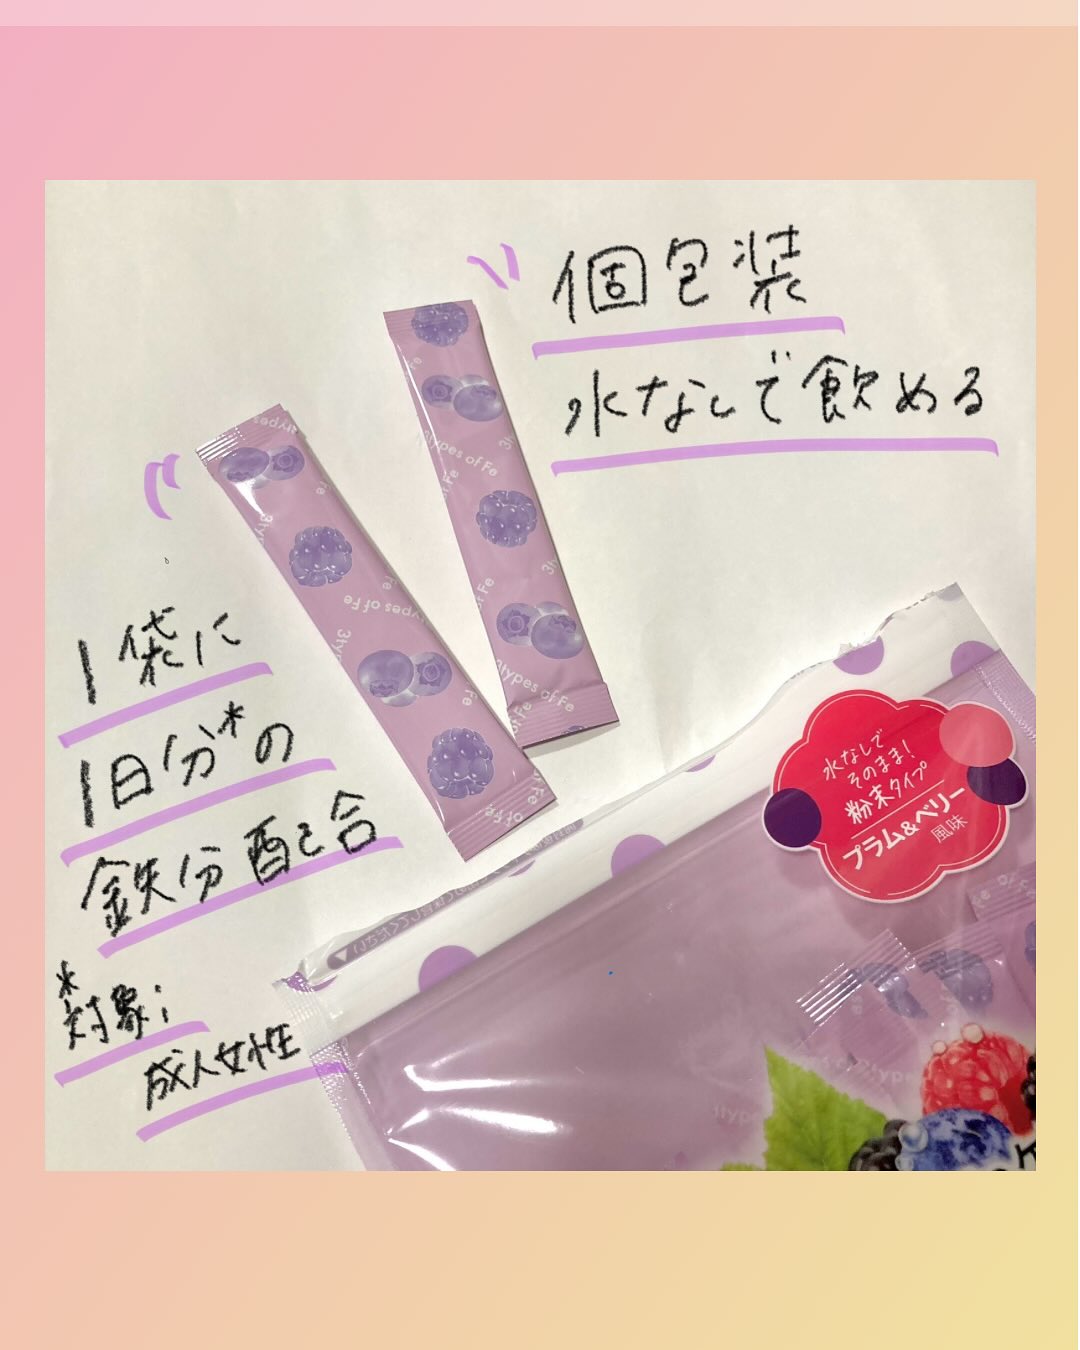 個包装
水なしで飲める
1袋に
1日分*の
鉄分配合
*対象;
成人女性
水なしで
そのまま!
粉末タイプ
プラム&ベリー
風味
3types of Fe
3types of Fe